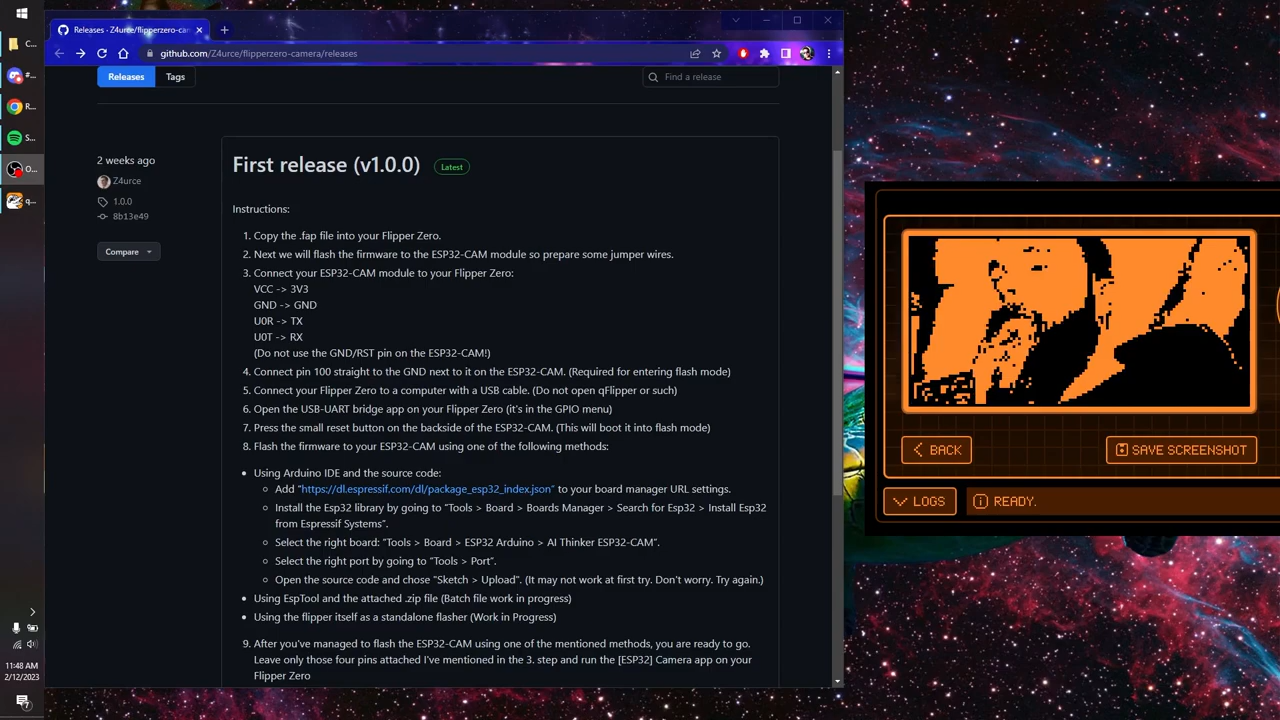 C...
Releases · Z4urce/flipperzero-car
#...
github.com/Z4urce/flipperzero-camera/releases
R...
Releases
Tags
Find a release
S...
O...
q...
2 weeks ago
Z4urce
1.0.0
8b13e49
Compare
First release (v1.0.0)
Latest
Instructions:
1. Copy the .fap file into your Flipper Zero.
2. Next we will flash the firmware to the ESP32-CAM module so prepare some jumper wires.
3. Connect your ESP32-CAM module to your Flipper Zero:
VCC -> 3V3
GND -> GND
U0R -> TX
U0T -> RX
(Do not use the GND/RST pin on the ESP32-CAM!)
4. Connect pin 100 straight to the GND next to it on the ESP32-CAM. (Required for entering flash mode)
5. Connect your Flipper Zero to a computer with a USB cable. (Do not open qFlipper or such)
6. Open the USB-UART bridge app on your Flipper Zero (it's in the GPIO menu)
7. Press the small reset button on the backside of the ESP32-CAM. (This will boot it into flash mode)
8. Flash the firmware to your ESP32-CAM using one of the following methods:
• Using Arduino IDE and the source code:
○ Add "https://dl.espressif.com/dl/package_esp32_index.json" to your board manager URL settings.
○ Install the Esp32 library by going to "Tools > Board > Boards Manager > Search for Esp32 > Install Esp32
from Espressif Systems".
○ Select the right board: "Tools > Board > ESP32 Arduino > AI Thinker ESP32-CAM".
○ Select the right port by going to "Tools > Port".
○ Open the source code and chose "Sketch > Upload". (It may not work at first try. Don't worry. Try again.)
• Using EspTool and the attached .zip file (Batch file work in progress)
• Using the flipper itself as a standalone flasher (Work in Progress)
9. After you've managed to flash the ESP32-CAM using one of the mentioned methods, you are ready to go.
Leave only those four pins attached I've mentioned in the 3. step and run the [ESP32] Camera app on your
Flipper Zero
BACK
SAVE SCREENSHOT
LOGS
READY.
11:48 AM
2/12/2023